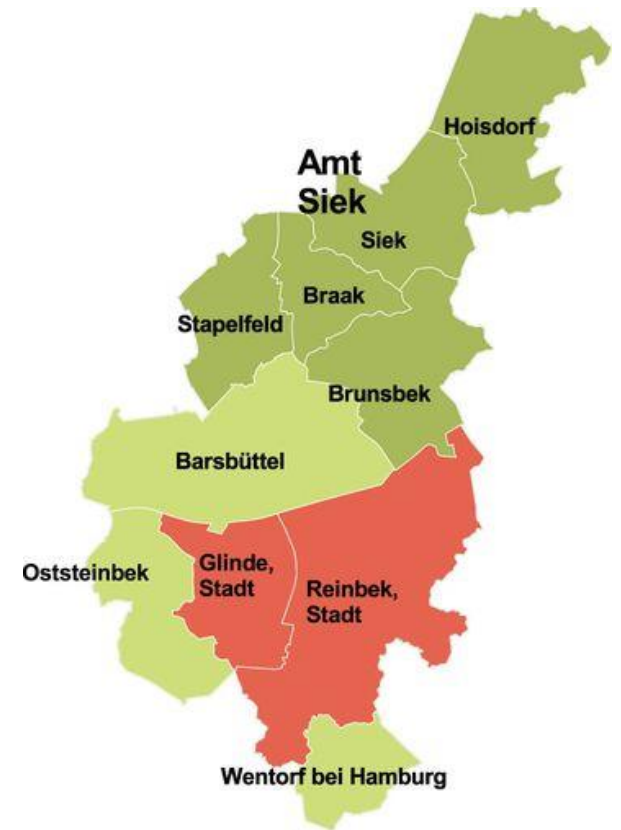 Hoisdorf
Amt
Siek
Siek
Braak
Stapelfeld
Brunsbek
Barsbüttel
Glinde,
Stadt
Oststeinbek
Reinbek,
Stadt
Wentorf bei Hamburg